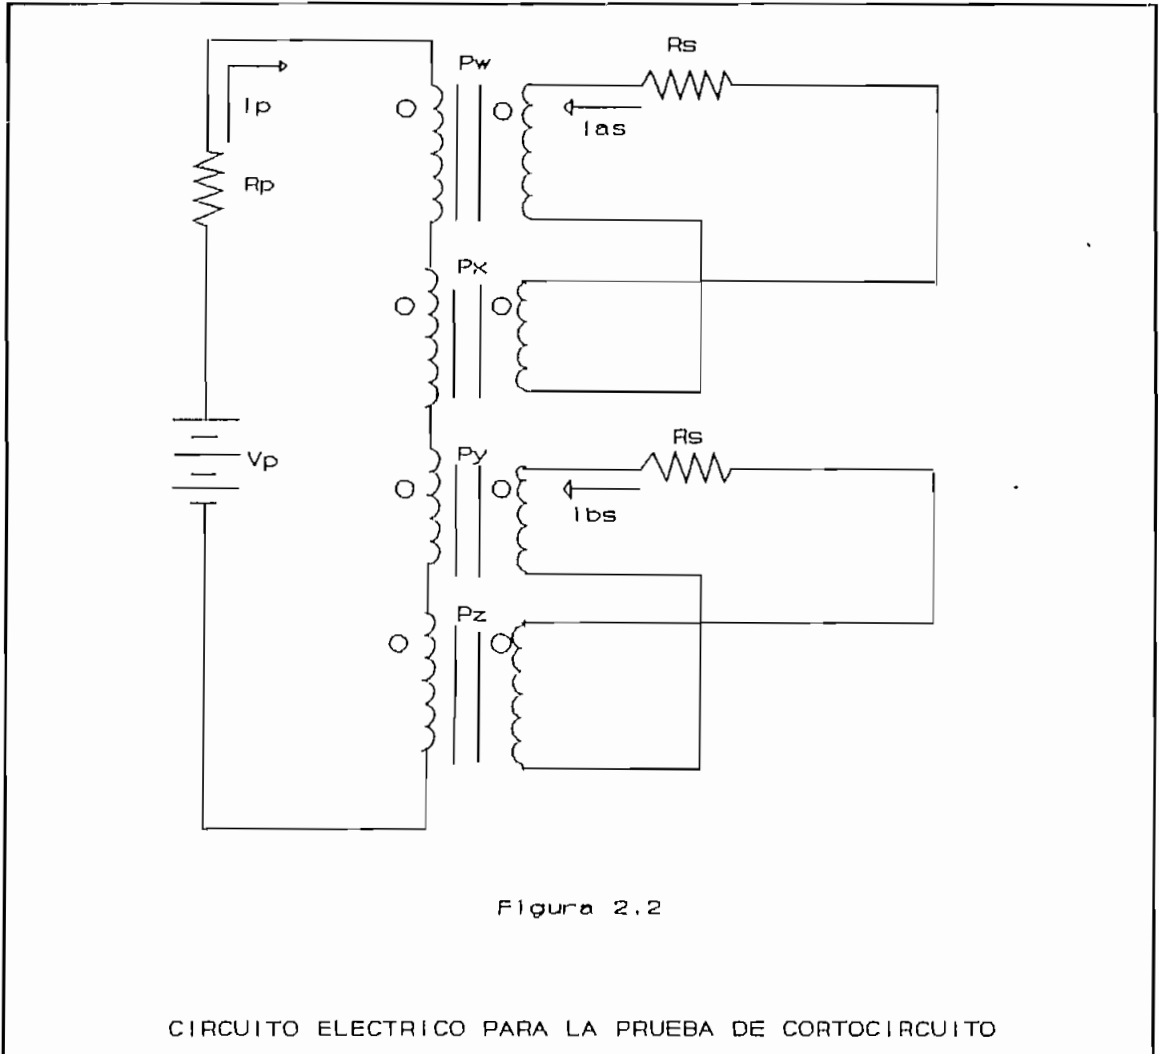 Rs
Pw
Ip
Ias
Rp
Px
Rs
Py
Vp
Ibs
Pz
Figura 2.2
CIRCUITO ELECTRICO PARA LA PRUEBA DE CORTOCIRCUITO